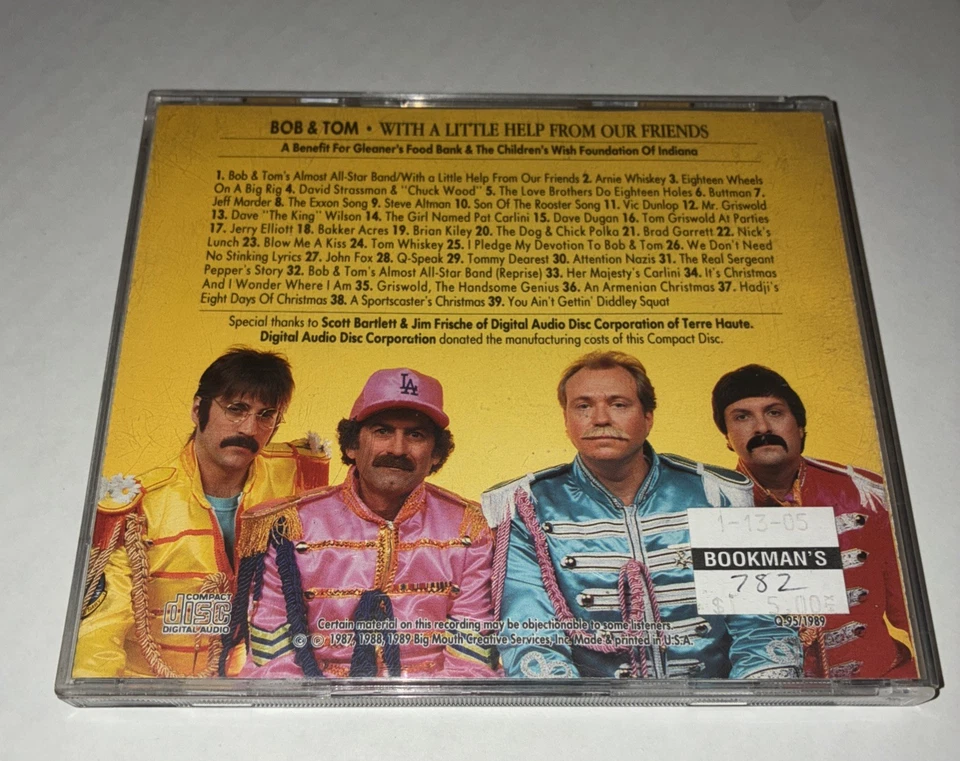 BOB & TOM • WITH A LITTLE HELP FROM OUR FRIENDS
A Benefit For Gleaner's Food Bank & The Children's Wish Foundation Of Indiana
1. Bob & Tom's Almost All-Star Band/With a Little Help From Our Friends 2. Arnie Whiskey 3. Eighteen Wheels
On A Big Rig 4. David Strassman & "Chuck Wood" 5. The Love Brothers Do Eighteen Holes 6. Buttman 7.
Jeff Marder 8. The Exxon Song 9. Steve Altman 10. Son Of The Rooster Song 11. Vic Dunlop 12. Mr. Griswold
13. Dave "The King" Wilson 14. The Girl Named Pat Carlini 15. Dave Dugan 16. Tom Griswold At Parties
17. Jerry Elliott 18. Bakker Acres 19. Brian Kiley 20. The Dog & Chick Polka 21. Brad Garrett 22. Nick's
Lunch 23. Blow Me A Kiss 24. Tom Whiskey 25. I Pledge My Devotion To Bob & Tom 26. We Don't Need
No Stinking Lyrics 27. John Fox 28. Q-Speak 29. Tommy Dearest 30. Attention Nazis 31. The Real Sergeant
Pepper's Story 32. Bob & Tom's Almost All-Star Band (Reprise) 33. Her Majesty's Carlini 34. It's Christmas
And I Wonder Where I Am 35. Griswold, The Handsome Genius 36. An Armenian Christmas 37. Hadji's
Eight Days Of Christmas 38. A Sportscaster's Christmas 39. You Ain't Gettin' Diddley Squat
Special thanks to Scott Bartlett & Jim Frische of Digital Audio Disc Corporation of Terre Haute.
Digital Audio Disc Corporation donated the manufacturing costs of this Compact Disc.
LA
1-13-05
BOOKMAN'S
782
$ 5.00
COMPACT
disc
DIGITAL AUDIO
Certain material on this recording may be objectionable to some listeners.
© ℗ 1987, 1988, 1989 Big Mouth Creative Services, Inc. Made & printed in U.S.A.
Q-95/1989